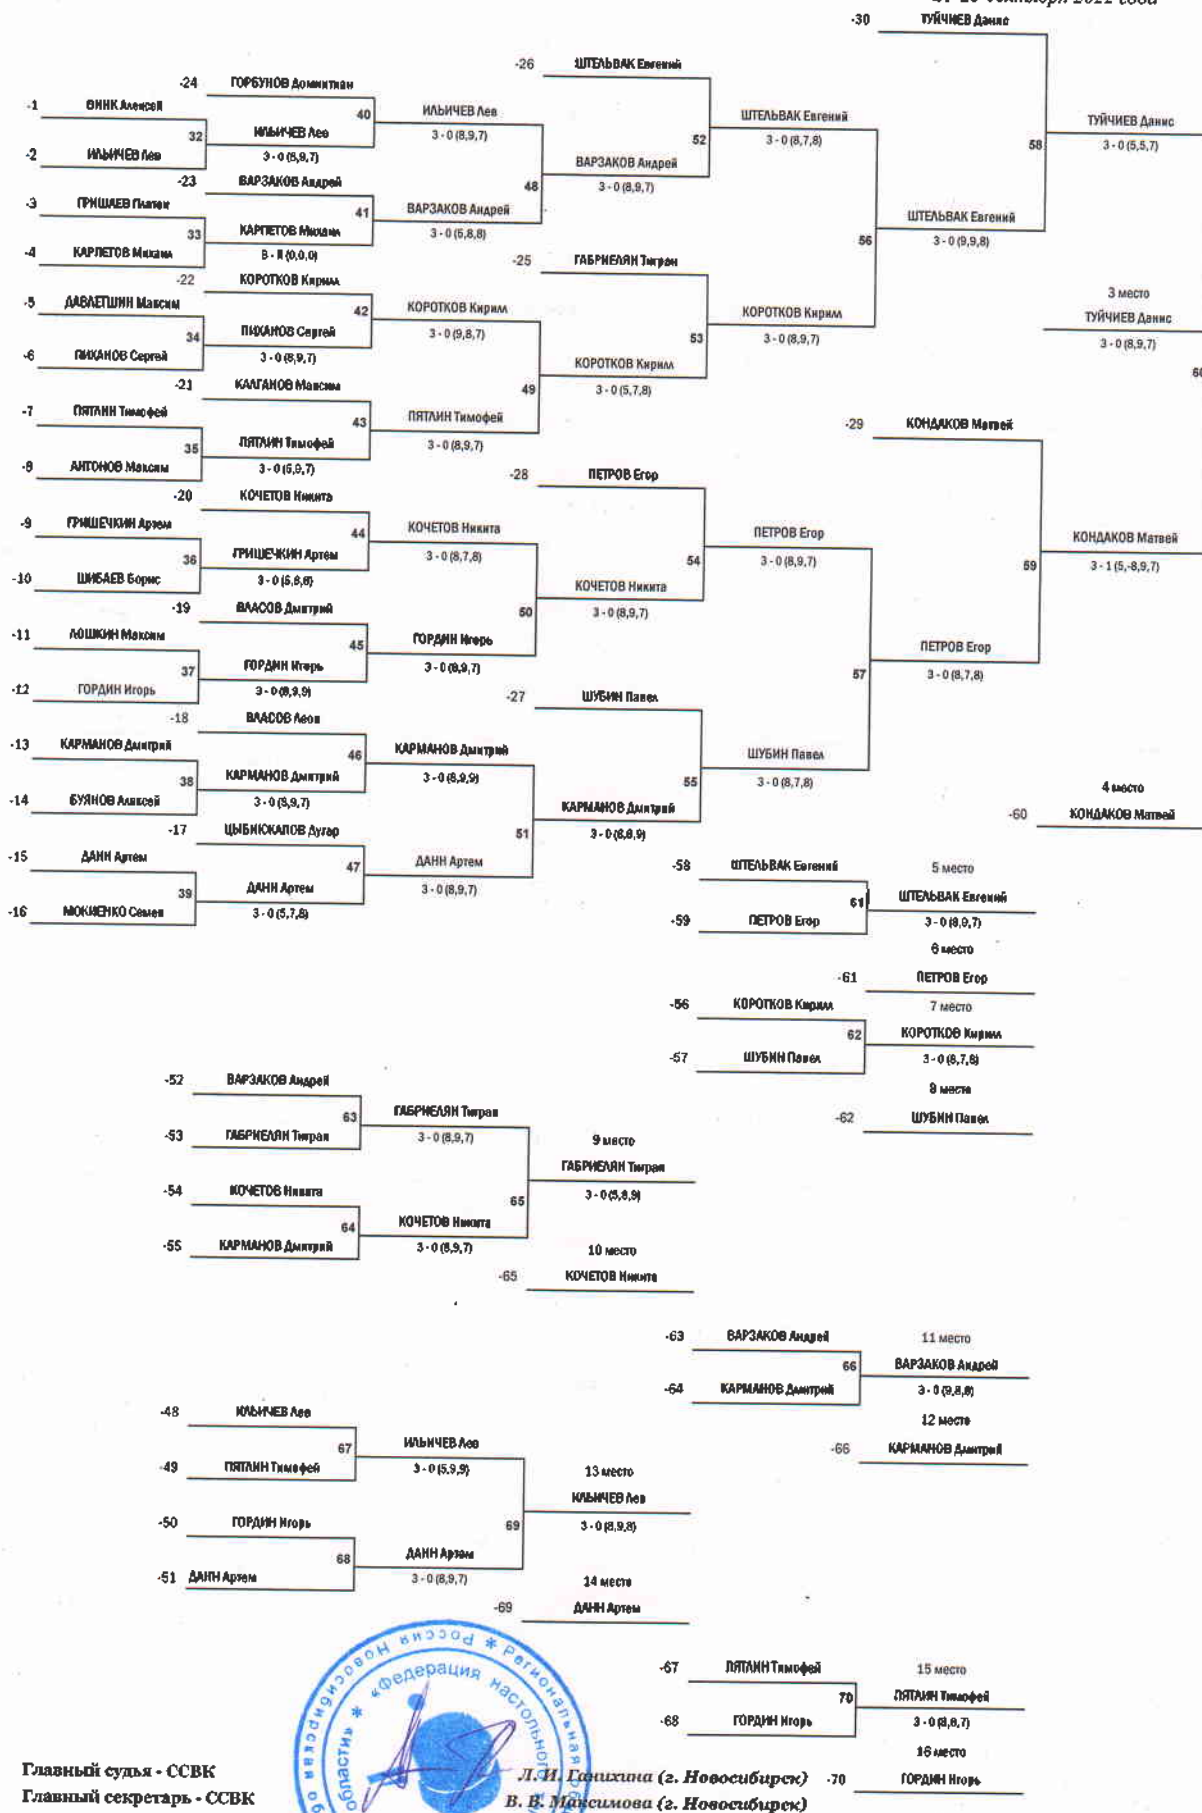 -30 ТУЙЧИЕВ Данис
-26 ШТЕЛЬВАК Евгений
-24 ГОРБУНОВ Домиитиан
40
ИЛЬИЧЕВ Лев
3 - 0 (8,9,7)
52
ШТЕЛЬВАК Евгений
3 - 0 (8,7,8)
58
ТУЙЧИЕВ Данис
3 - 0 (5,5,7)
-1 ФИНК Алексей
32
ИЛЬИЧЕВ Лев
3 - 0 (8,9,7)
-2 ИЛЬИЧЕВ Лев
48
ВАРЗАКОВ Андрей
3 - 0 (8,9,7)
-23 ВАРЗАКОВ Андрей
41
ВАРЗАКОВ Андрей
3 - 0 (5,8,8)
-3 ГРИШАЕВ Платон
33
КАРПЕТОВ Михаил
В - П (0,0,0)
-4 КАРПЕТОВ Михаил
56
ШТЕЛЬВАК Евгений
3 - 0 (9,9,8)
-25 ГАБРИЕЛЯН Тигран
-22 КОРОТКОВ Кирилл
42
КОРОТКОВ Кирилл
3 - 0 (9,8,7)
53
КОРОТКОВ Кирилл
3 - 0 (8,9,7)
3 место
ТУЙЧИЕВ Данис
3 - 0 (8,9,7)
60
-5 ДАВЛЕТШИН Максим
34
ПИХАНОВ Сергей
3 - 0 (8,9,7)
-6 ПИХАНОВ Сергей
49
КОРОТКОВ Кирилл
3 - 0 (5,7,8)
-21 КАЛГАНОВ Максим
43
ПЯТЛИН Тимофей
3 - 0 (8,9,7)
-7 ПЯТЛИН Тимофей
35
ПЯТЛИН Тимофей
3 - 0 (5,9,7)
-8 АНТОНОВ Максим
-29 КОНДАКОВ Матвей
-28 ПЕТРОВ Егор
-20 КОЧЕТОВ Никита
44
КОЧЕТОВ Никита
3 - 0 (8,7,8)
54
ПЕТРОВ Егор
3 - 0 (8,9,7)
59
КОНДАКОВ Матвей
3 - 1 (5,-8,9,7)
-9 ГРИШЕЧКИН Артем
36
ГРИШЕЧКИН Артем
3 - 0 (5,8,8)
-10 ШИБАЕВ Борис
50
КОЧЕТОВ Никита
3 - 0 (8,9,7)
-19 ВЛАСОВ Дмитрий
45
ГОРДИН Игорь
3 - 0 (8,9,7)
-11 ЛОШКИН Максим
37
ГОРДИН Игорь
3 - 0 (8,9,9)
-12 ГОРДИН Игорь
57
ПЕТРОВ Егор
3 - 0 (8,7,8)
-27 ШУБИН Павел
-18 ВЛАСОВ Леон
46
КАРМАНОВ Дмитрий
3 - 0 (8,9,9)
55
ШУБИН Павел
3 - 0 (8,7,8)
-13 КАРМАНОВ Дмитрий
38
КАРМАНОВ Дмитрий
3 - 0 (9,9,7)
-14 БУЯНОВ Алексей
51
КАРМАНОВ Дмитрий
3 - 0 (8,8,9)
4 место
-60 КОНДАКОВ Матвей
-17 ЦЫБИКЖАПОВ Дугар
47
ДАНН Артем
3 - 0 (8,9,7)
-15 ДАНН Артем
39
ДАНН Артем
3 - 0 (5,7,8)
-16 МОКИЕНКО Семен
-58 ШТЕЛЬВАК Евгений
5 место
61
ШТЕЛЬВАК Евгений
3 - 0 (8,9,7)
-59 ПЕТРОВ Егор
6 место
-61 ПЕТРОВ Егор
-56 КОРОТКОВ Кирилл
7 место
62
КОРОТКОВ Кирилл
3 - 0 (8,7,8)
-57 ШУБИН Павел
8 место
-62 ШУБИН Павел
-52 ВАРЗАКОВ Андрей
63
ГАБРИЕЛЯН Тигран
3 - 0 (8,9,7)
-53 ГАБРИЕЛЯН Тигран
9 место
65
ГАБРИЕЛЯН Тигран
3 - 0 (5,8,9)
-54 КОЧЕТОВ Никита
64
КОЧЕТОВ Никита
3 - 0 (8,9,7)
-55 КАРМАНОВ Дмитрий
10 место
-65 КОЧЕТОВ Никита
-63 ВАРЗАКОВ Андрей
11 место
66
ВАРЗАКОВ Андрей
3 - 0 (9,8,8)
-64 КАРМАНОВ Дмитрий
12 место
-66 КАРМАНОВ Дмитрий
-48 ИЛЬИЧЕВ Лев
67
ИЛЬИЧЕВ Лев
3 - 0 (5,9,9)
-49 ПЯТЛИН Тимофей
13 место
69
ИЛЬИЧЕВ Лев
3 - 0 (8,9,8)
-50 ГОРДИН Игорь
68
ДАНН Артем
3 - 0 (8,9,7)
-51 ДАНН Артем
14 место
-69 ДАНН Артем
-67 ПЯТЛИН Тимофей
15 место
70
ПЯТЛИН Тимофей
3 - 0 (8,8,7)
-68 ГОРДИН Игорь
16 место
-70 ГОРДИН Игорь
Россия Новосибирская * Региональная
области» * «Федерация настольного
Главный судья - ССВК Л. И. Ганихина (г. Новосибирск)
Главный секретарь - ССВК В. В. Максимова (г. Новосибирск)